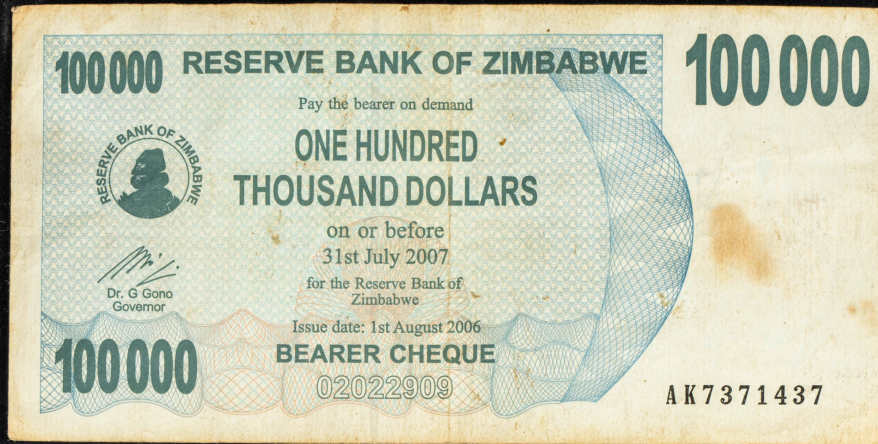 100 000 RESERVE BANK OF ZIMBABWE 100 000
Pay the bearer on demand
ONE HUNDRED
THOUSAND DOLLARS
RESERVE BANK OF ZIMBABWE
on or before
31st July 2007
for the Reserve Bank of
Zimbabwe
Dr. G Gono
Governor
Issue date: 1st August 2006
100 000 BEARER CHEQUE
02022909
AK7371437